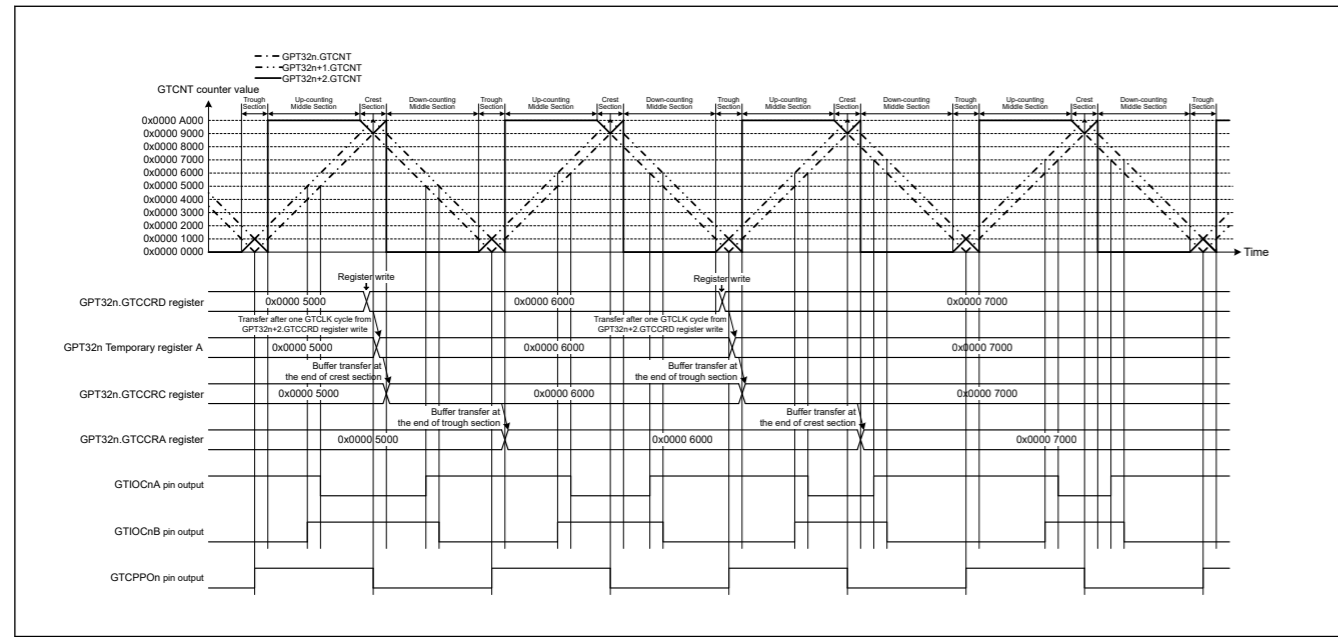 GPT32n.GTCNT
GPT32n+1.GTCNT
GPT32n+2.GTCNT
GTCNT counter value
Trough Section
Up-counting Middle Section
Crest Section
Down-counting Middle Section
Trough Section
Up-counting Middle Section
Crest Section
Down-counting Middle Section
Trough Section
Up-counting Middle Section
Crest Section
Down-counting Middle Section
Trough Section
Up-counting Middle Section
Crest Section
Down-counting Middle Section
Trough Section
0x0000 A000
0x0000 9000
0x0000 8000
0x0000 7000
0x0000 6000
0x0000 5000
0x0000 4000
0x0000 3000
0x0000 2000
0x0000 1000
0x0000 0000
Time
Register write
Register write
GPT32n.GTCCRD register
0x0000 5000
0x0000 6000
0x0000 7000
Transfer after one GTCLK cycle from
GPT32n+2.GTCCRD register write
Transfer after one GTCLK cycle from
GPT32n+2.GTCCRD register write
GPT32n Temporary register A
0x0000 5000
0x0000 6000
0x0000 7000
Buffer transfer at
the end of crest section
Buffer transfer at
the end of trough section
GPT32n.GTCCRC register
0x0000 5000
0x0000 6000
0x0000 7000
Buffer transfer at
the end of trough section
Buffer transfer at
the end of crest section
GPT32n.GTCCRA register
0x0000 5000
0x0000 6000
0x0000 7000
GTIOCnA pin output
GTIOCnB pin output
GTCPPOn pin output